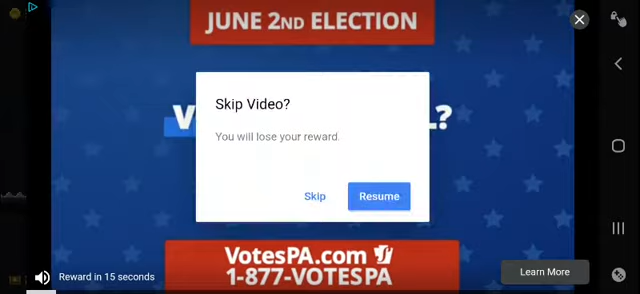 JUNE 2ND ELECTION
Skip Video?
V
L?
You will lose your reward.
Skip
Resume
VotesPA.com
1-877-VOTESPA
Reward in 15 seconds
Learn More